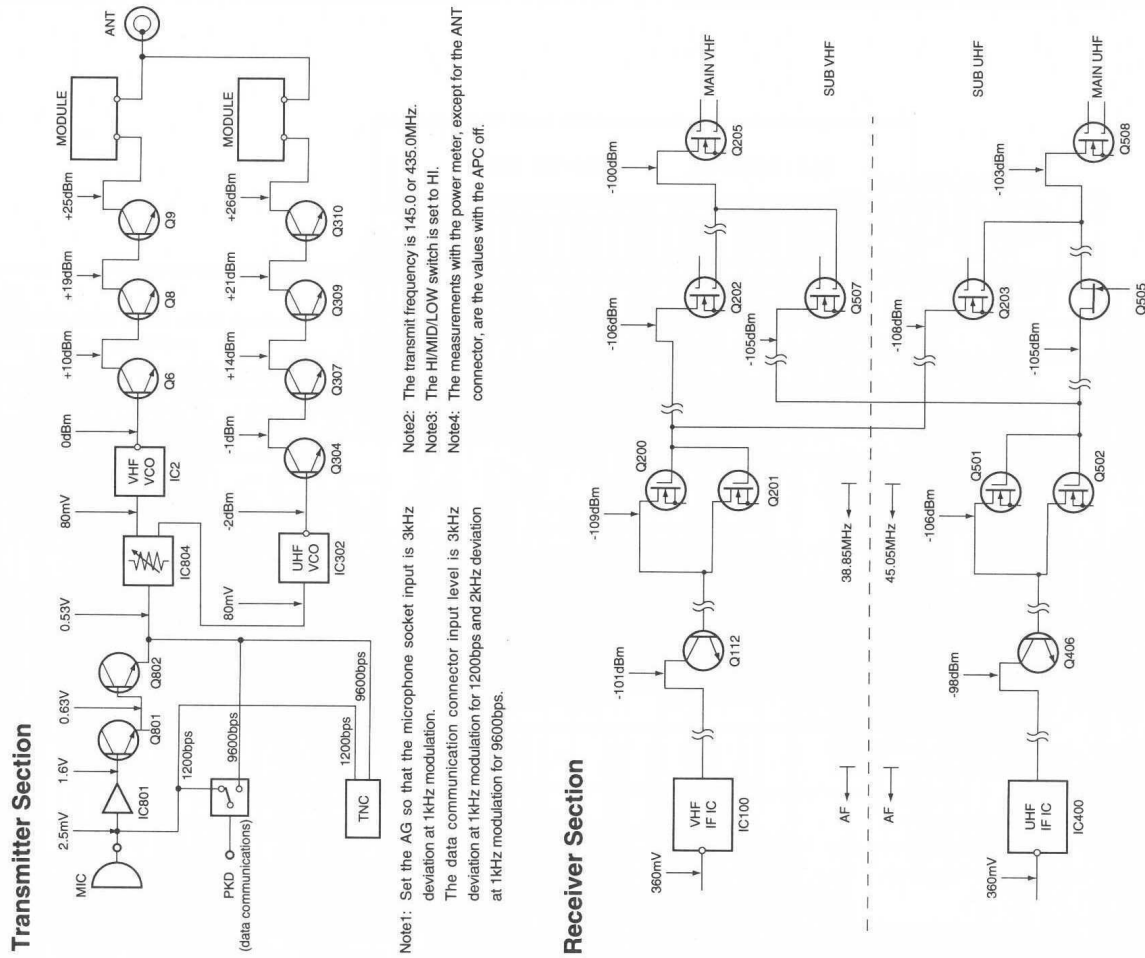 Transmitter Section
MIC
2.5mV
IC801
1.6V
Q801
0.63V
Q802
0.53V
IC804
80mV
VHF
VCO
IC2
0dBm
Q6
+10dBm
Q8
+19dBm
Q9
+25dBm
MODULE
ANT
PKD
(data communications)
1200bps
9600bps
TNC
1200bps
9600bps
80mV
UHF
VCO
IC302
-2dBm
Q304
-1dBm
Q307
+14dBm
Q309
+21dBm
Q310
+26dBm
MODULE
Note1: Set the AG so that the microphone socket input is 3kHz
deviation at 1kHz modulation.
The data communication connector input level is 3kHz
deviation at 1kHz modulation for 1200bps and 2kHz deviation
at 1kHz modulation for 9600bps.
Note2: The transmit frequency is 145.0 or 435.0MHz.
Note3: The HI/MID/LOW switch is set to HI.
Note4: The measurements with the power meter, except for the ANT
connector, are the values with the APC off.
Receiver Section
360mV
VHF
IF IC
IC100
-101dBm
Q112
-109dBm
Q200
Q201
-106dBm
Q202
-100dBm
Q205
MAIN VHF
-105dBm
Q507
SUB VHF
AF
38.85MHz
AF
45.05MHz
-108dBm
Q203
SUB UHF
360mV
UHF
IF IC
IC400
-98dBm
Q406
-106dBm
Q501
Q502
-105dBm
Q505
-103dBm
Q508
MAIN UHF